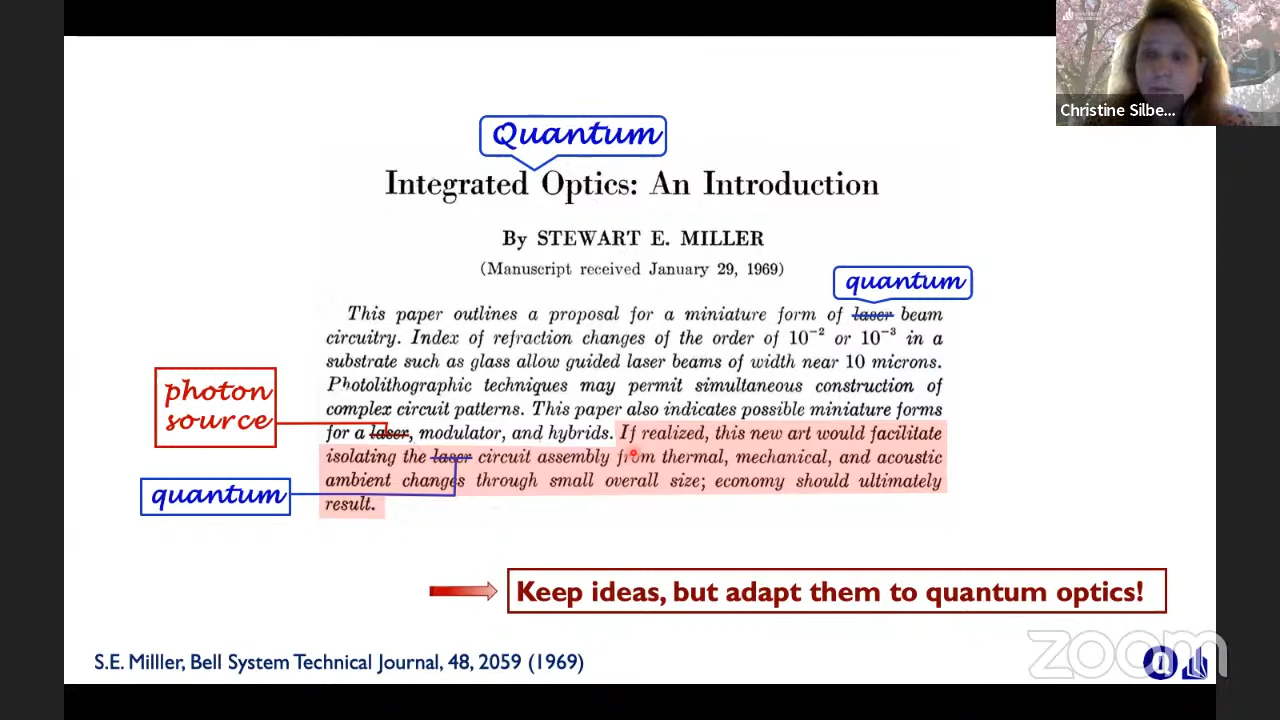 Christine Silbe...
Quantum
Integrated Optics: An Introduction
By STEWART E. MILLER
(Manuscript received January 29, 1969)
quantum
This paper outlines a proposal for a miniature form of laser beam
circuitry. Index of refraction changes of the order of 10⁻² or 10⁻³ in a
substrate such as glass allow guided laser beams of width near 10 microns.
Photolithographic techniques may permit simultaneous construction of
complex circuit patterns. This paper also indicates possible miniature forms
for a laser, modulator, and hybrids. If realized, this new art would facilitate
isolating the laser circuit assembly from thermal, mechanical, and acoustic
ambient changes through small overall size; economy should ultimately
result.
photon
source
quantum
Keep ideas, but adapt them to quantum optics!
S.E. Milller, Bell System Technical Journal, 48, 2059 (1969)
zoom